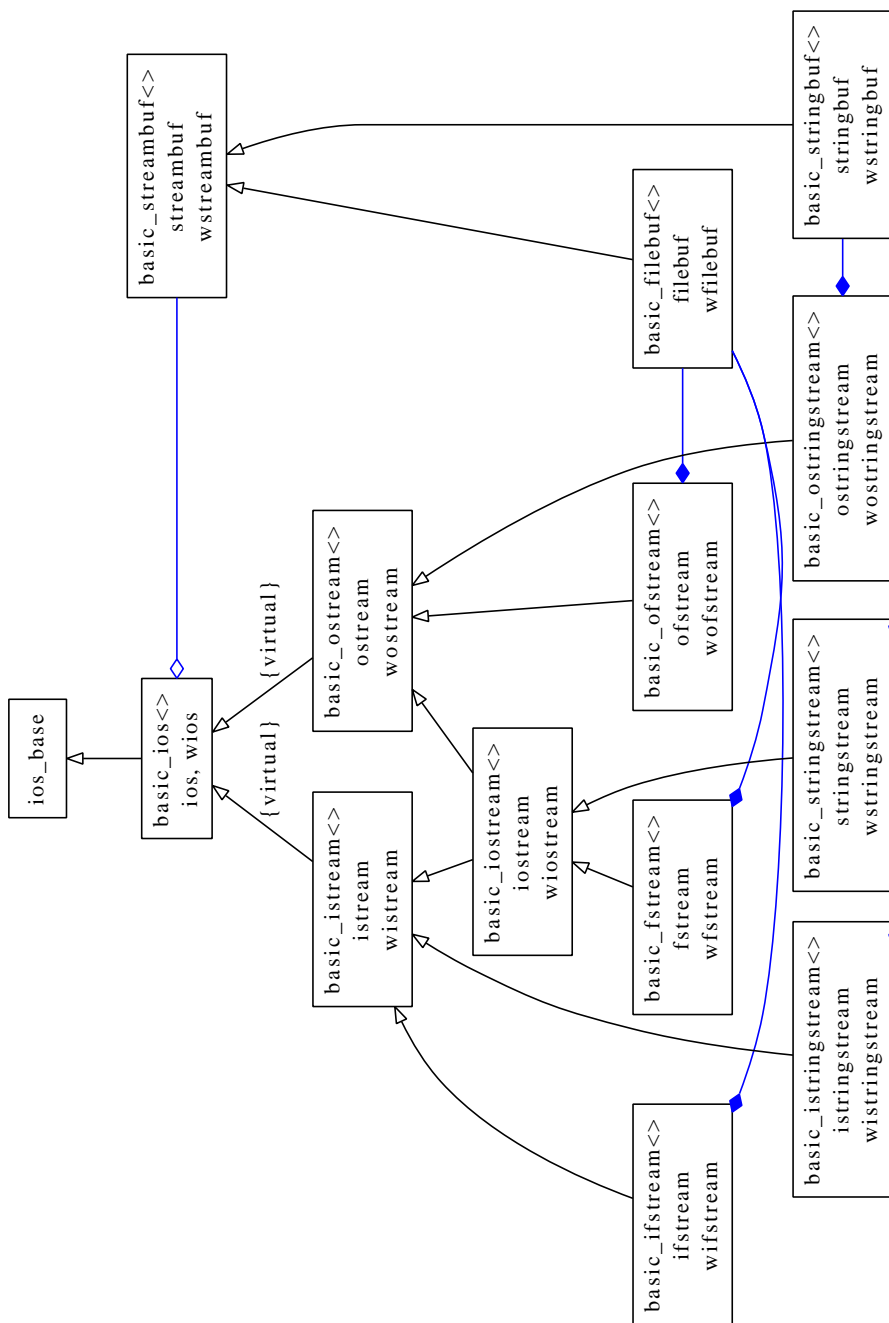 ios_base
basic_ios<>
ios, wios
basic_streambuf<>
streambuf
wstreambuf
{virtual}
{virtual}
basic_istream<>
istream
wistream
basic_ostream<>
ostream
wostream
basic_iostream<>
iostream
wiostream
basic_ifstream<>
ifstream
wifstream
basic_fstream<>
fstream
wfstream
basic_ofstream<>
ofstream
wofstream
basic_filebuf<>
filebuf
wfilebuf
basic_istringstream<>
istringstream
wistringstream
basic_stringstream<>
stringstream
wstringstream
basic_ostringstream<>
ostringstream
wostringstream
basic_stringbuf<>
stringbuf
wstringbuf